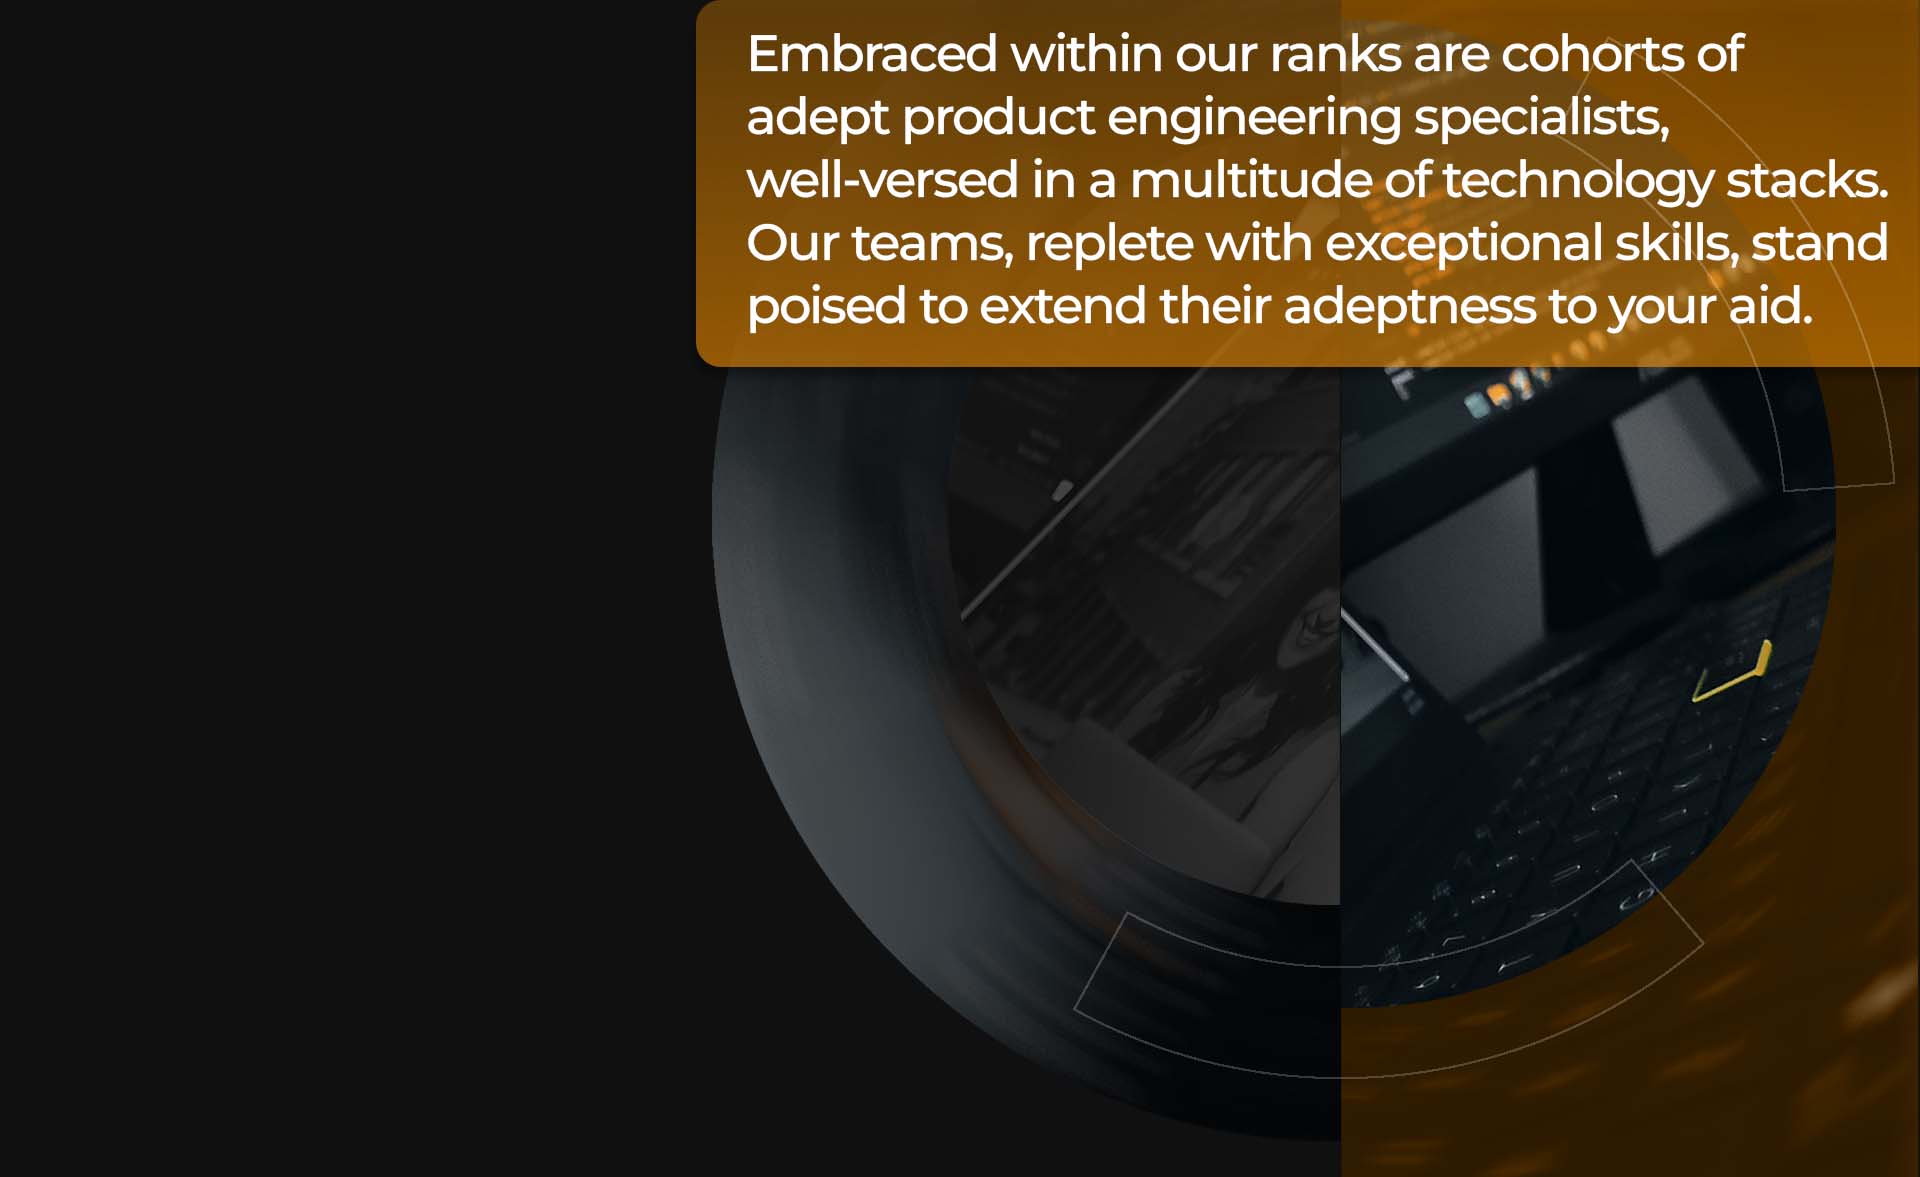 Embraced within our ranks are cohorts of
adept product engineering specialists,
well-versed in a multitude of technology stacks.
Our teams, replete with exceptional skills, stand
poised to extend their adeptness to your aid.